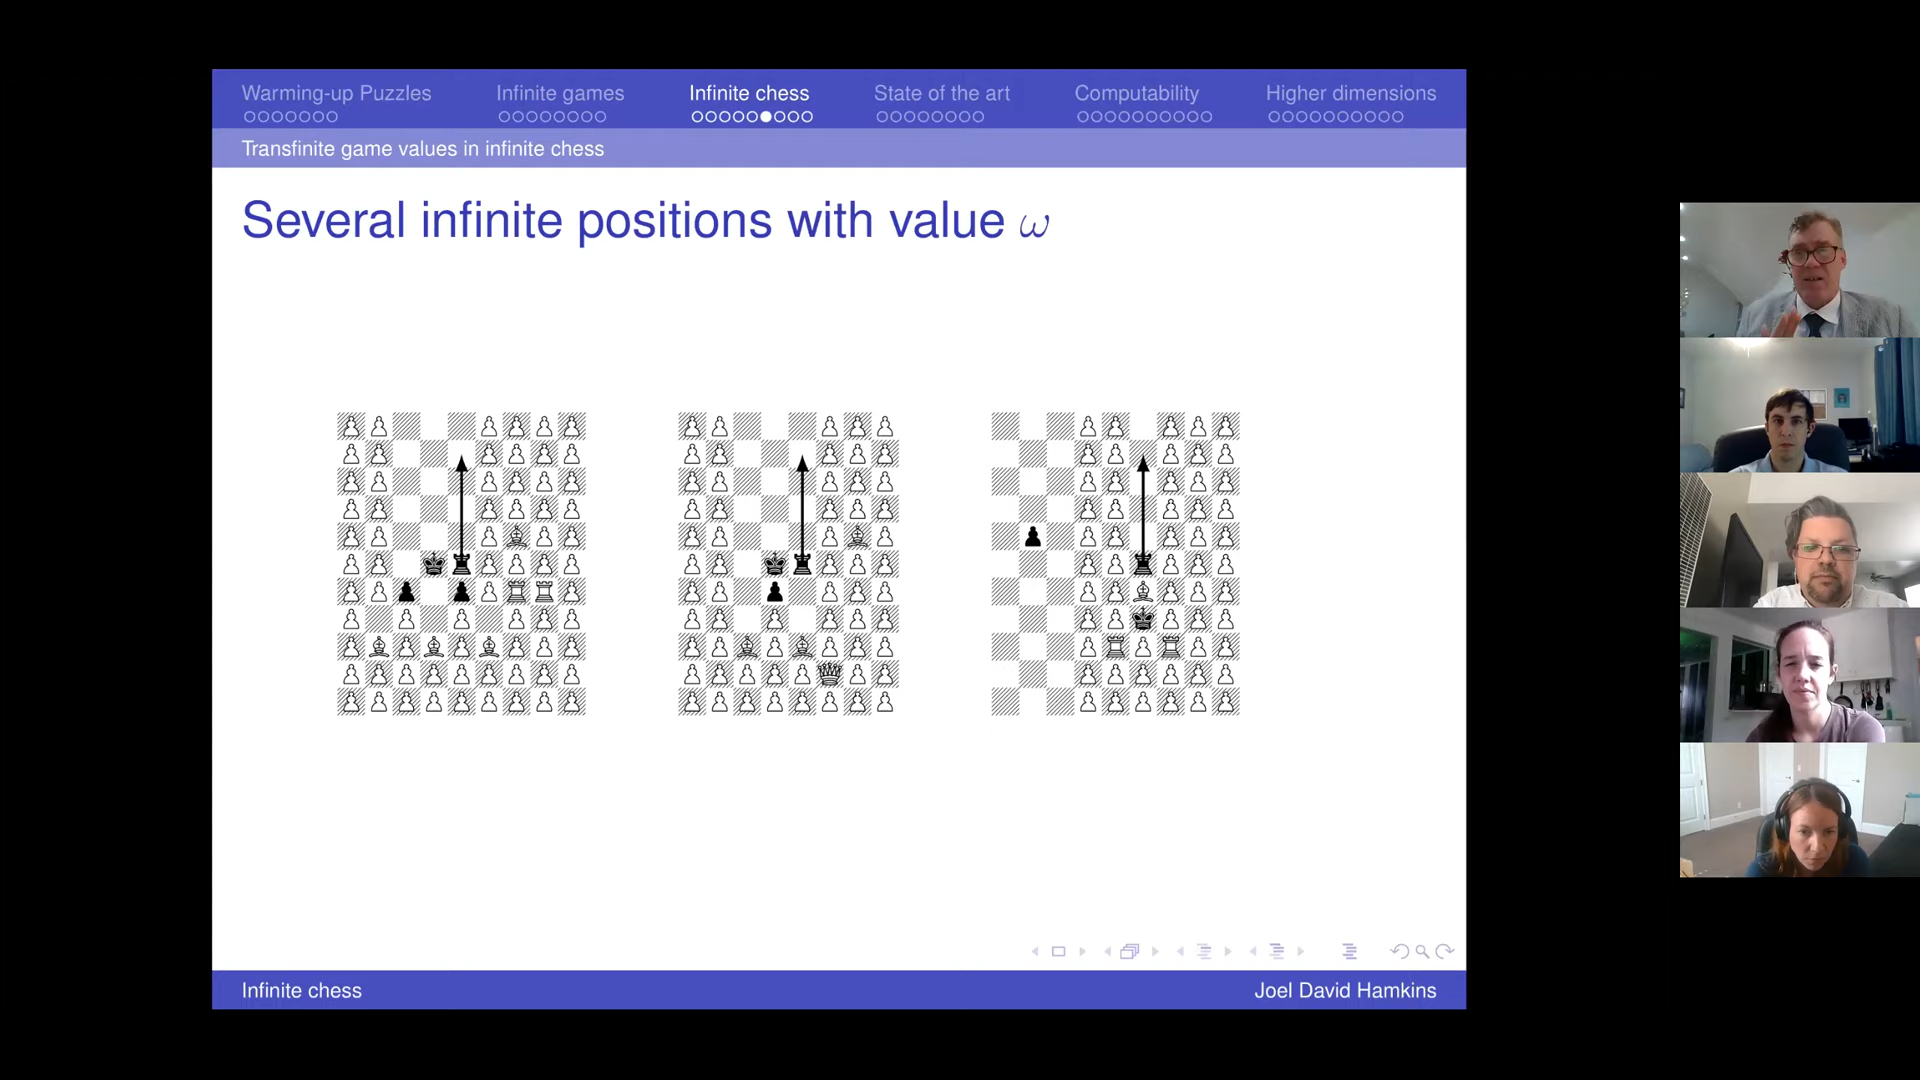 Warming-up Puzzles Infinite games Infinite chess State of the art Computability Higher dimensions
Transfinite game values in infinite chess
Several infinite positions with value ω
Infinite chess Joel David Hamkins